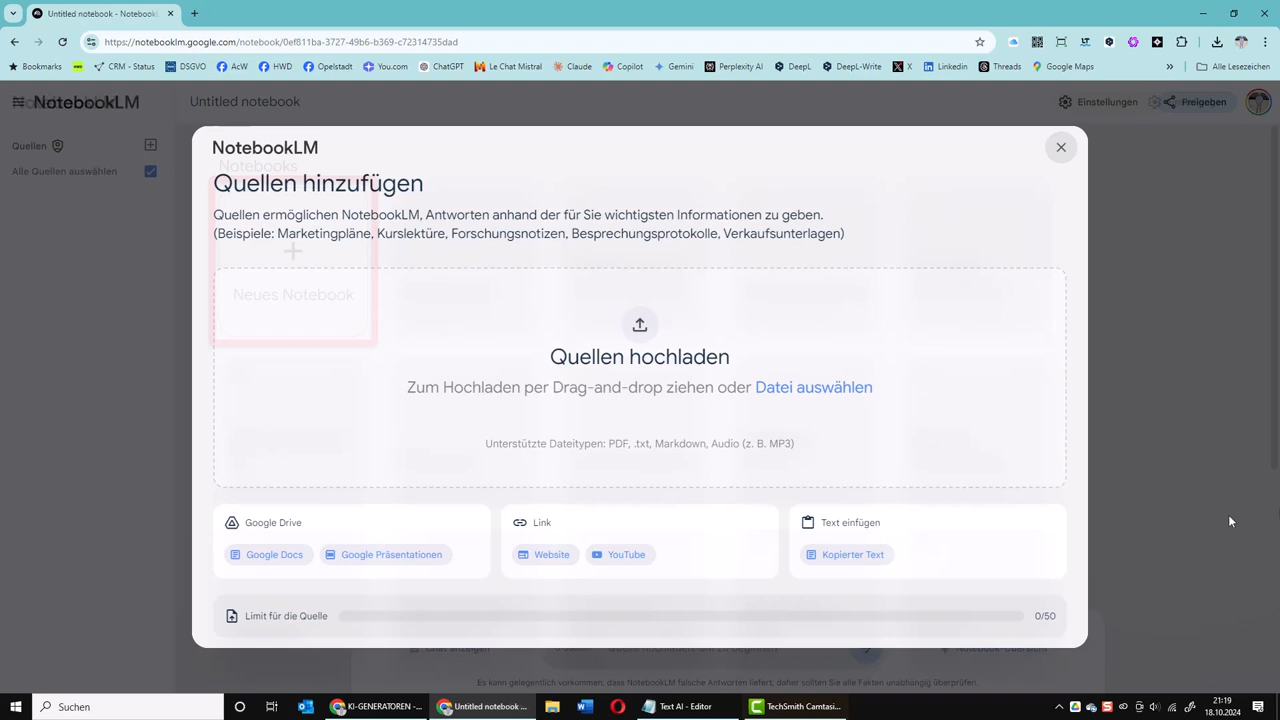 Untitled notebook - NotebookL
https://notebooklm.google.com/notebook/0ef811ba-3727-49b6-b369-c72314735dad
Bookmarks
CRM - Status
DSGVO
AcW
HWD
Opelstadt
You.com
ChatGPT
Le Chat Mistral
Claude
Copilot
Gemini
Perplexity AI
DeepL
DeepL-Write
X
Linkedin
Threads
Google Maps
»
Alle Lesezeichen
NotebookLM
Untitled notebook
Einstellungen
Freigeben
Quellen
Alle Quellen auswählen
NotebookLM
Notebooks
Quellen hinzufügen
Quellen ermöglichen NotebookLM, Antworten anhand der für Sie wichtigsten Informationen zu geben.
(Beispiele: Marketingpläne, Kurslektüre, Forschungsnotizen, Besprechungsprotokolle, Verkaufsunterlagen)
Neues Notebook
Quellen hochladen
Zum Hochladen per Drag-and-drop ziehen oder Datei auswählen
Unterstützte Dateitypen: PDF, .txt, Markdown, Audio (z. B. MP3)
Google Drive
Google Docs
Google Präsentationen
Link
Website
YouTube
Text einfügen
Kopierter Text
Limit für die Quelle
0/50
Es kann gelegentlich vorkommen, dass NotebookLM falsche Antworten liefert, daher sollten Sie alle Fakten unabhängig überprüfen.
Suchen
KI-GENERATOREN -...
Untitled notebook ...
Text AI - Editor
TechSmith Camtasi...
21:19
18.10.2024